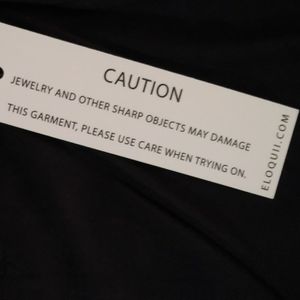 CAUTION
JEWELRY AND OTHER SHARP OBJECTS MAY DAMAGE
THIS GARMENT, PLEASE USE CARE WHEN TRYING ON.
ELOQUII.COM